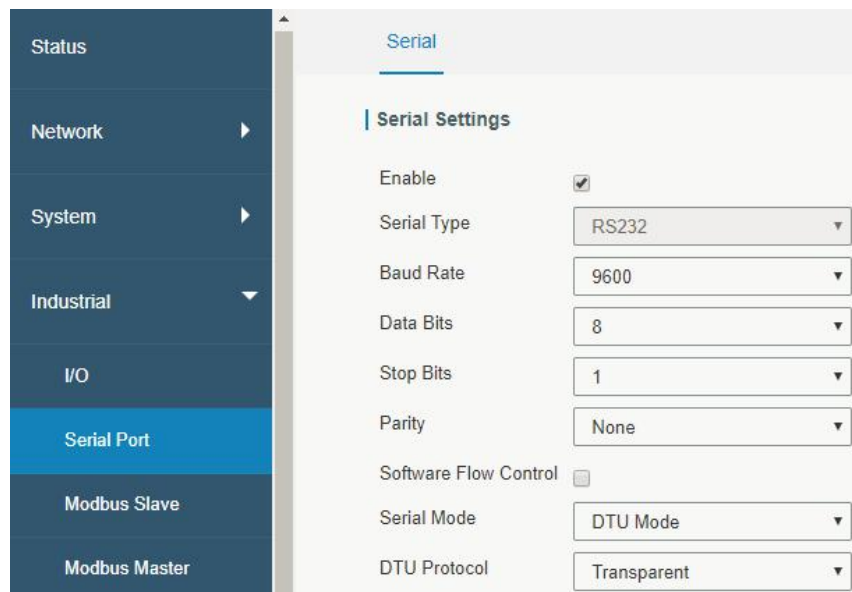 Status
Network
System
Industrial
I/O
Serial Port
Modbus Slave
Modbus Master
Serial
Serial Settings
Enable
Serial Type RS232
Baud Rate 9600
Data Bits 8
Stop Bits 1
Parity None
Software Flow Control
Serial Mode DTU Mode
DTU Protocol Transparent